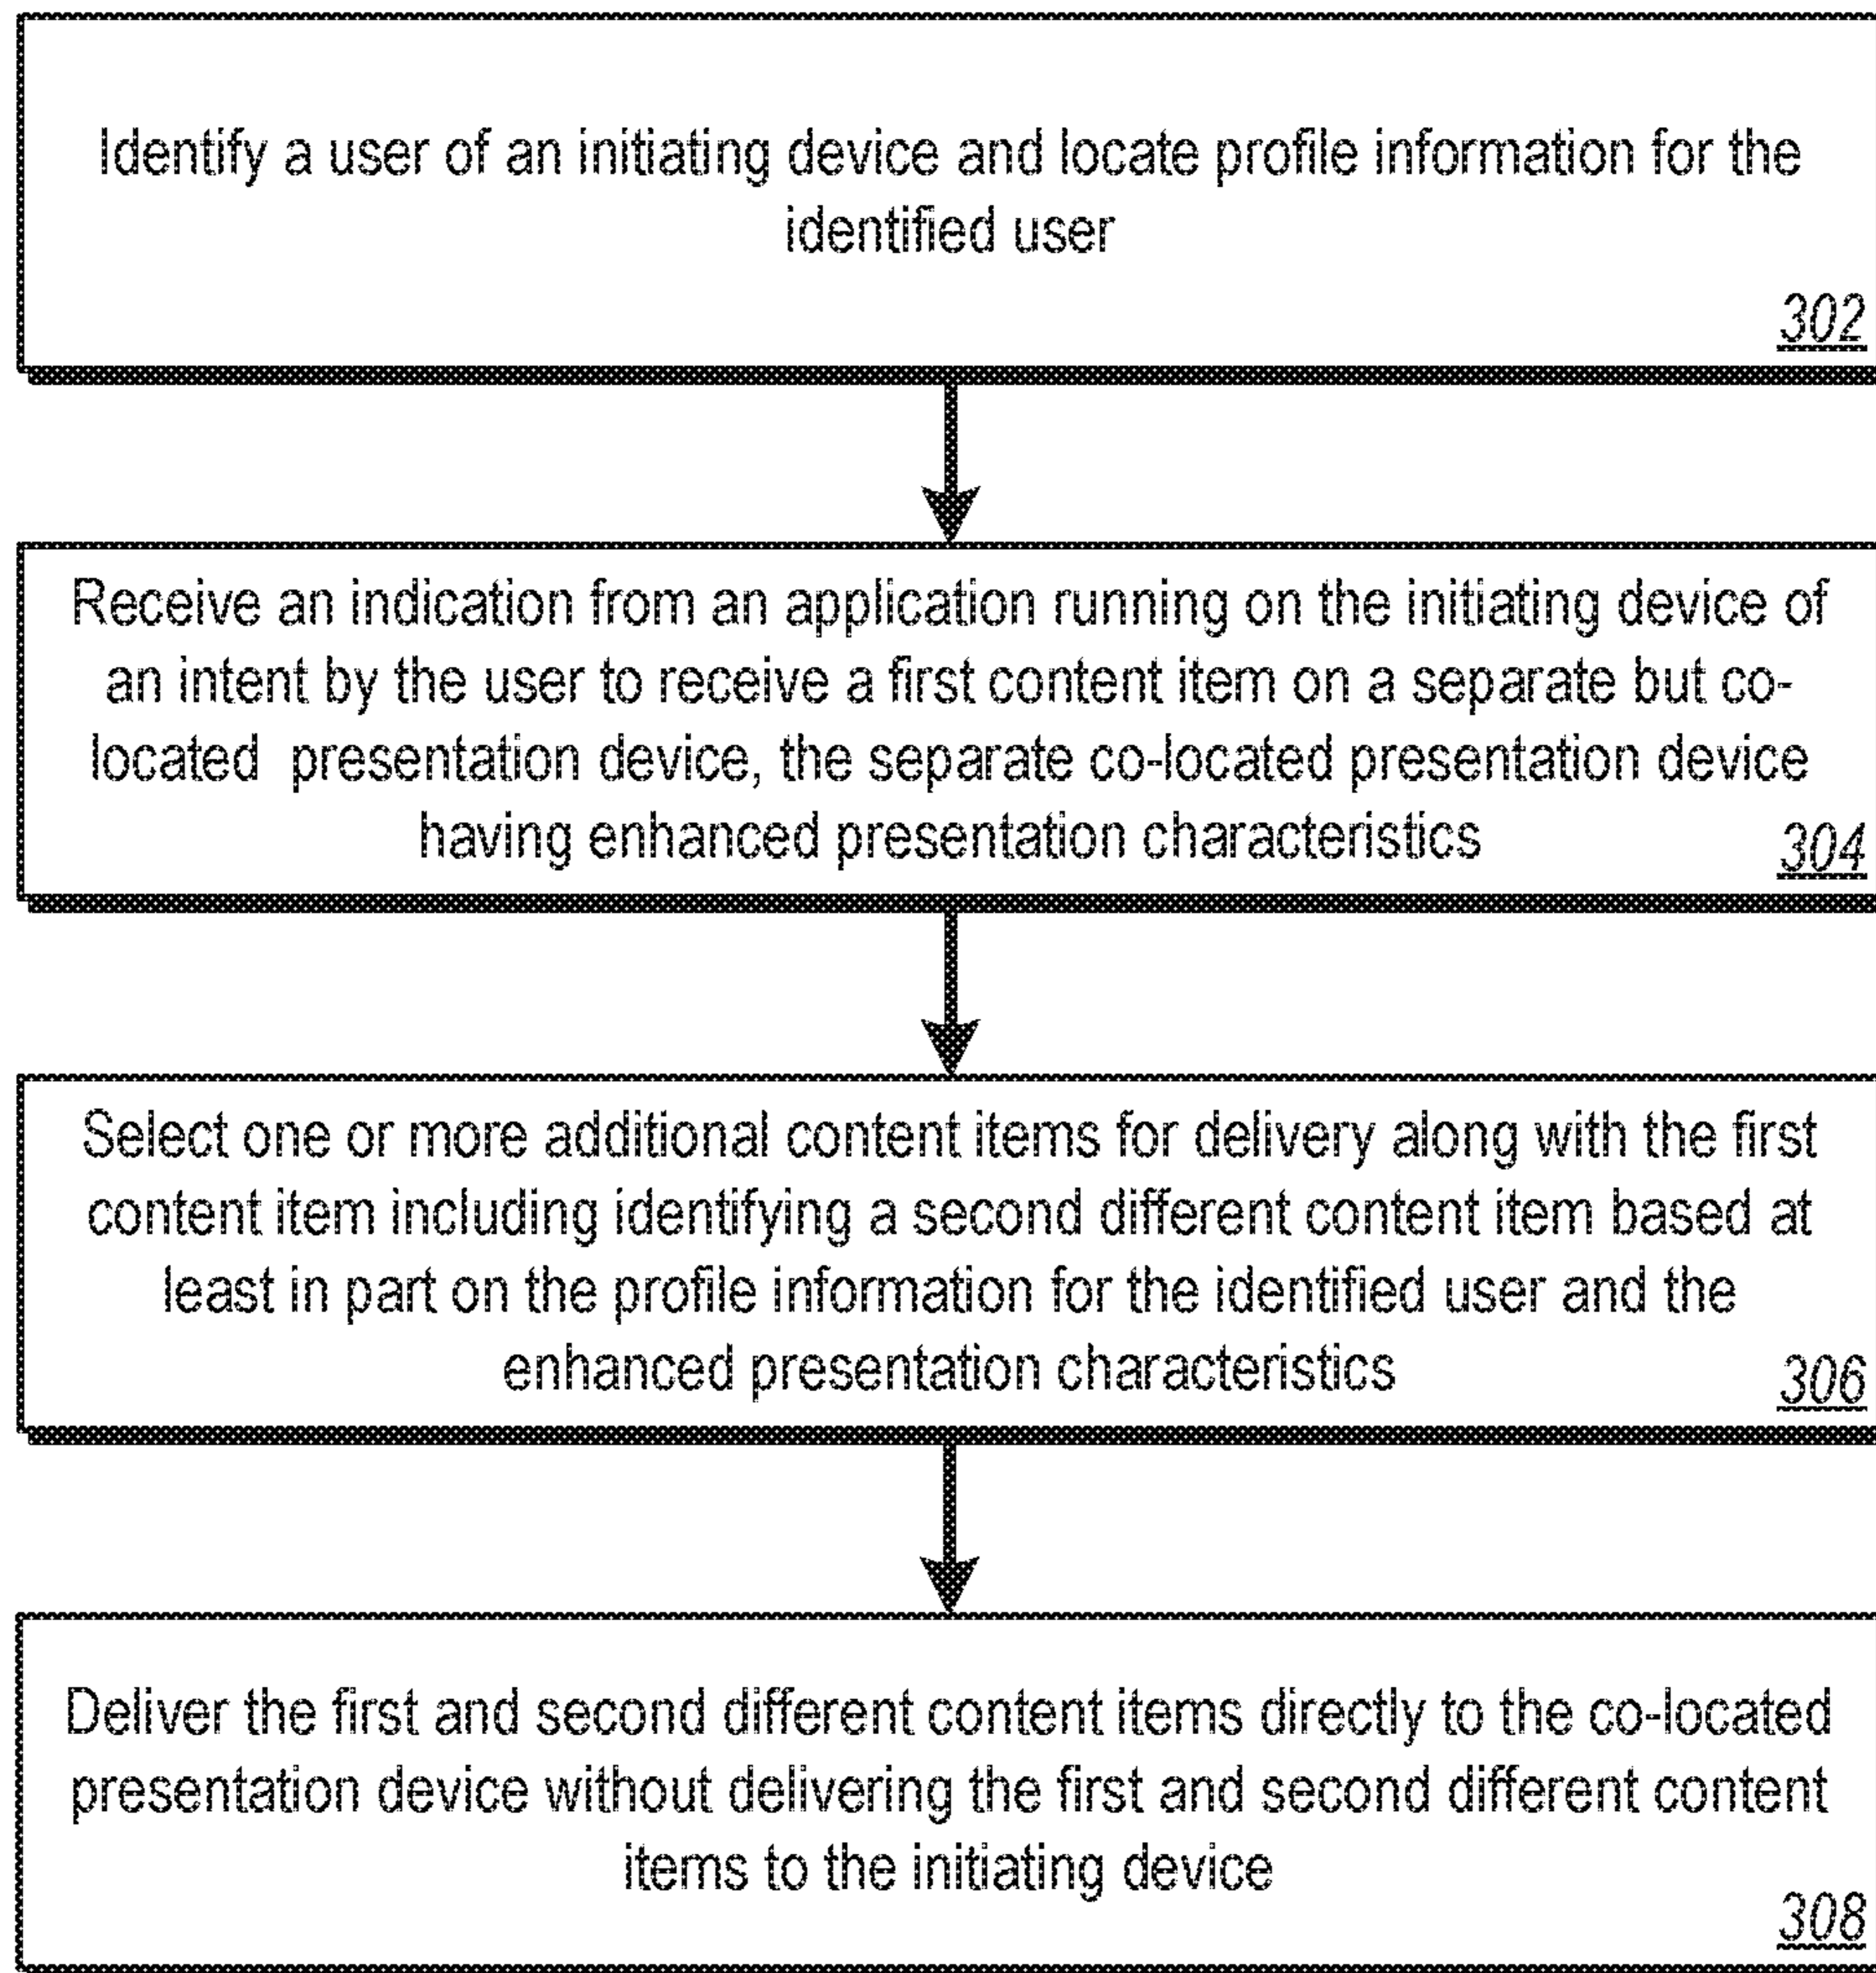 Identify a user of an initiating device and locate profile information for the
identified user
302
Receive an indication from an application running on the initiating device of
an intent by the user to receive a first content item on a separate but co-
located presentation device, the separate co-located presentation device
having enhanced presentation characteristics
304
Select one or more additional content items for delivery along with the first
content item including identifying a second different content item based at
least in part on the profile information for the identified user and the
enhanced presentation characteristics
306
Deliver the first and second different content items directly to the co-located
presentation device without delivering the first and second different content
items to the initiating device
308